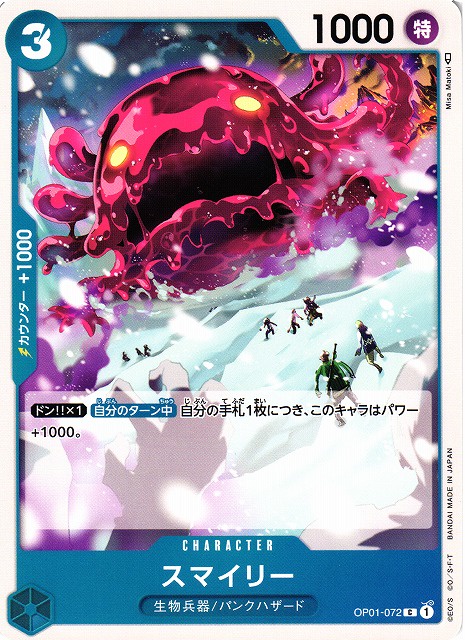 3
1000
特
Misa Matoki
カウンター +1000
ドン!!×1 自分のターン中 自分の手札1枚につき、このキャラはパワー
+1000。
CHARACTER
スマイリー
生物兵器/パンクハザード
OP01-072 C 1
©EO/S ©O/S・F・T BANDAI MADE IN JAPAN